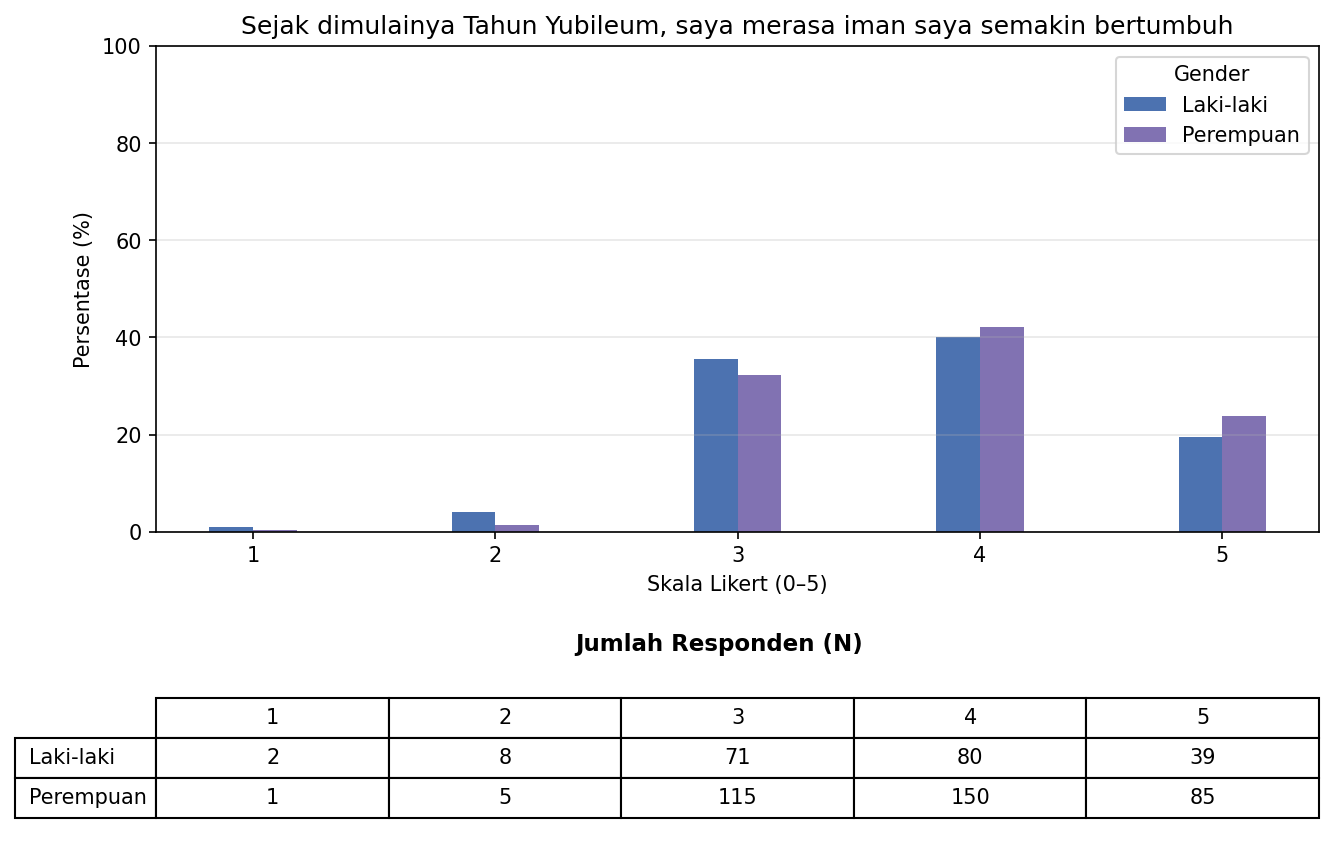 Sejak dimulainya Tahun Yubileum, saya merasa iman saya semakin bertumbuh
100
80
60
40
20
0
Persentase (%)
Gender
Laki-laki
Perempuan
1 2 3 4 5
Skala Likert (0–5)
Jumlah Responden (N)
1 2 3 4 5
Laki-laki 2 8 71 80 39
Perempuan 1 5 115 150 85